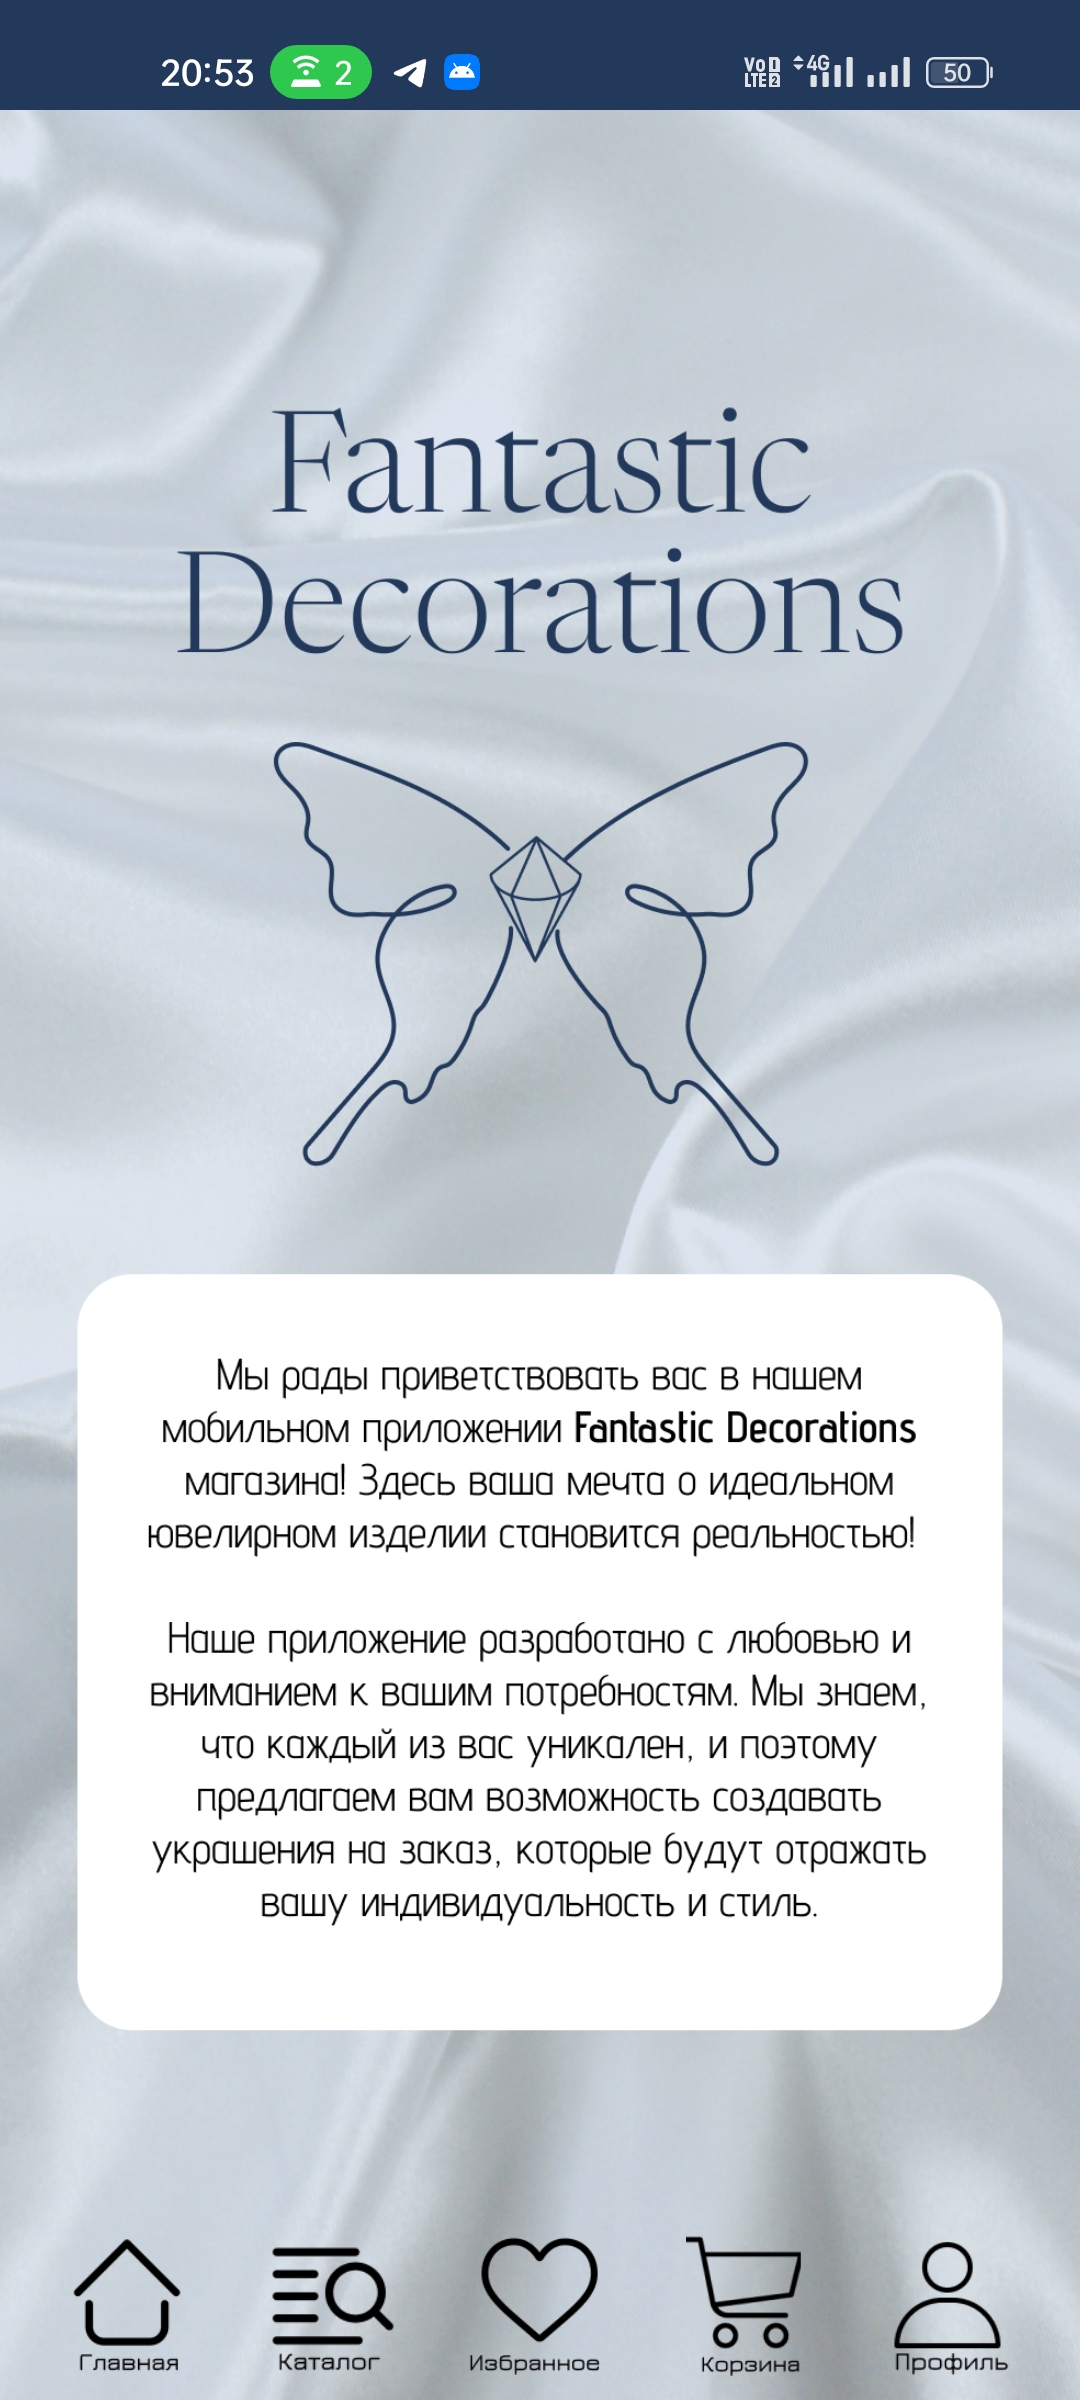 20:53 2 Vo LTE 2 4G 50
Fantastic
Decorations
Мы рады приветствовать вас в нашем
мобильном приложении Fantastic Decorations
магазина! Здесь ваша мечта о идеальном
ювелирном изделии становится реальностью!
Наше приложение разработано с любовью и
вниманием к вашим потребностям. Мы знаем,
что каждый из вас уникален, и поэтому
предлагаем вам возможность создавать
украшения на заказ, которые будут отражать
вашу индивидуальность и стиль.
Главная Каталог Избранное Корзина Профиль